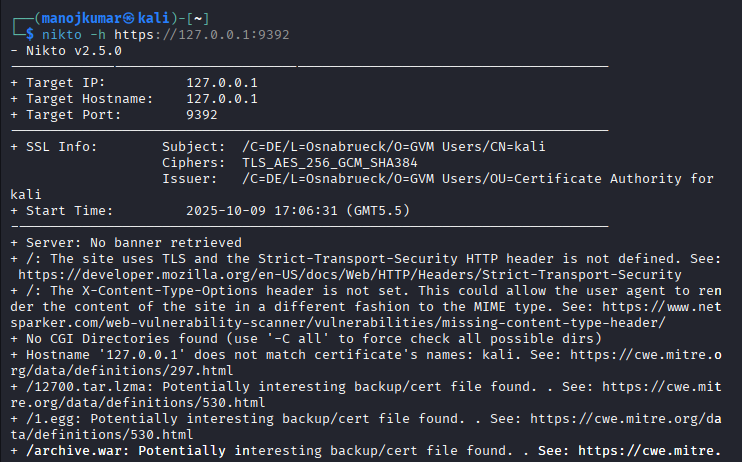 ┌──(manojkumar㉿kali)-[~]
└─$ nikto -h https://127.0.0.1:9392
- Nikto v2.5.0
---------------------------------------------------------------------------
+ Target IP:          127.0.0.1
+ Target Hostname:    127.0.0.1
+ Target Port:        9392
---------------------------------------------------------------------------
+ SSL Info:        Subject:  /C=DE/L=Osnabrueck/O=GVM Users/CN=kali
                   Ciphers:  TLS_AES_256_GCM_SHA384
                   Issuer:   /C=DE/L=Osnabrueck/O=GVM Users/OU=Certificate Authority for
kali
+ Start Time:         2025-10-09 17:06:31 (GMT5.5)
---------------------------------------------------------------------------
+ Server: No banner retrieved
+ /: The site uses TLS and the Strict-Transport-Security HTTP header is not defined. See:
 https://developer.mozilla.org/en-US/docs/Web/HTTP/Headers/Strict-Transport-Security
+ /: The X-Content-Type-Options header is not set. This could allow the user agent to ren
der the content of the site in a different fashion to the MIME type. See: https://www.net
sparker.com/web-vulnerability-scanner/vulnerabilities/missing-content-type-header/
+ No CGI Directories found (use '-C all' to force check all possible dirs)
+ Hostname '127.0.0.1' does not match certificate's names: kali. See: https://cwe.mitre.o
rg/data/definitions/297.html
+ /12700.tar.lzma: Potentially interesting backup/cert file found. . See: https://cwe.mit
re.org/data/definitions/530.html
+ /1.egg: Potentially interesting backup/cert file found. . See: https://cwe.mitre.org/da
ta/definitions/530.html
+ /archive.war: Potentially interesting backup/cert file found. . See: https://cwe.mitre.